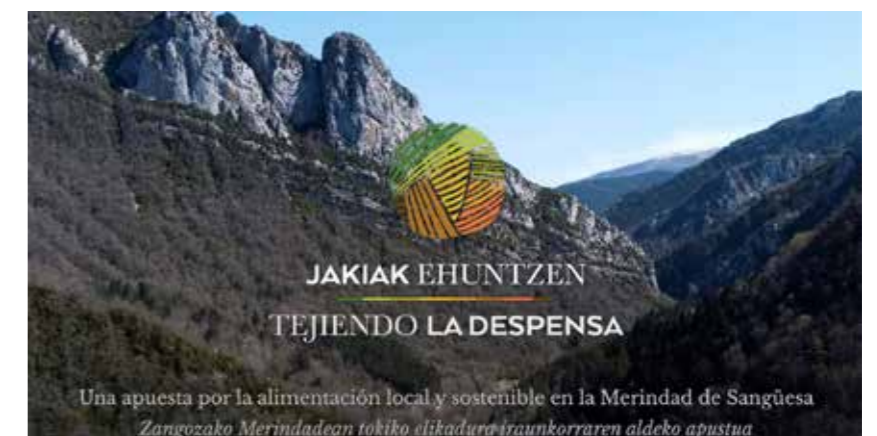 JAKIAK EHUNTZEN
TEJIENDO LA DESPENSA
Una apuesta por la alimentación local y sostenible en la Merindad de Sangüesa
Zangozako Merindadean tokiko elikadura iraunkorraren aldeko apustua